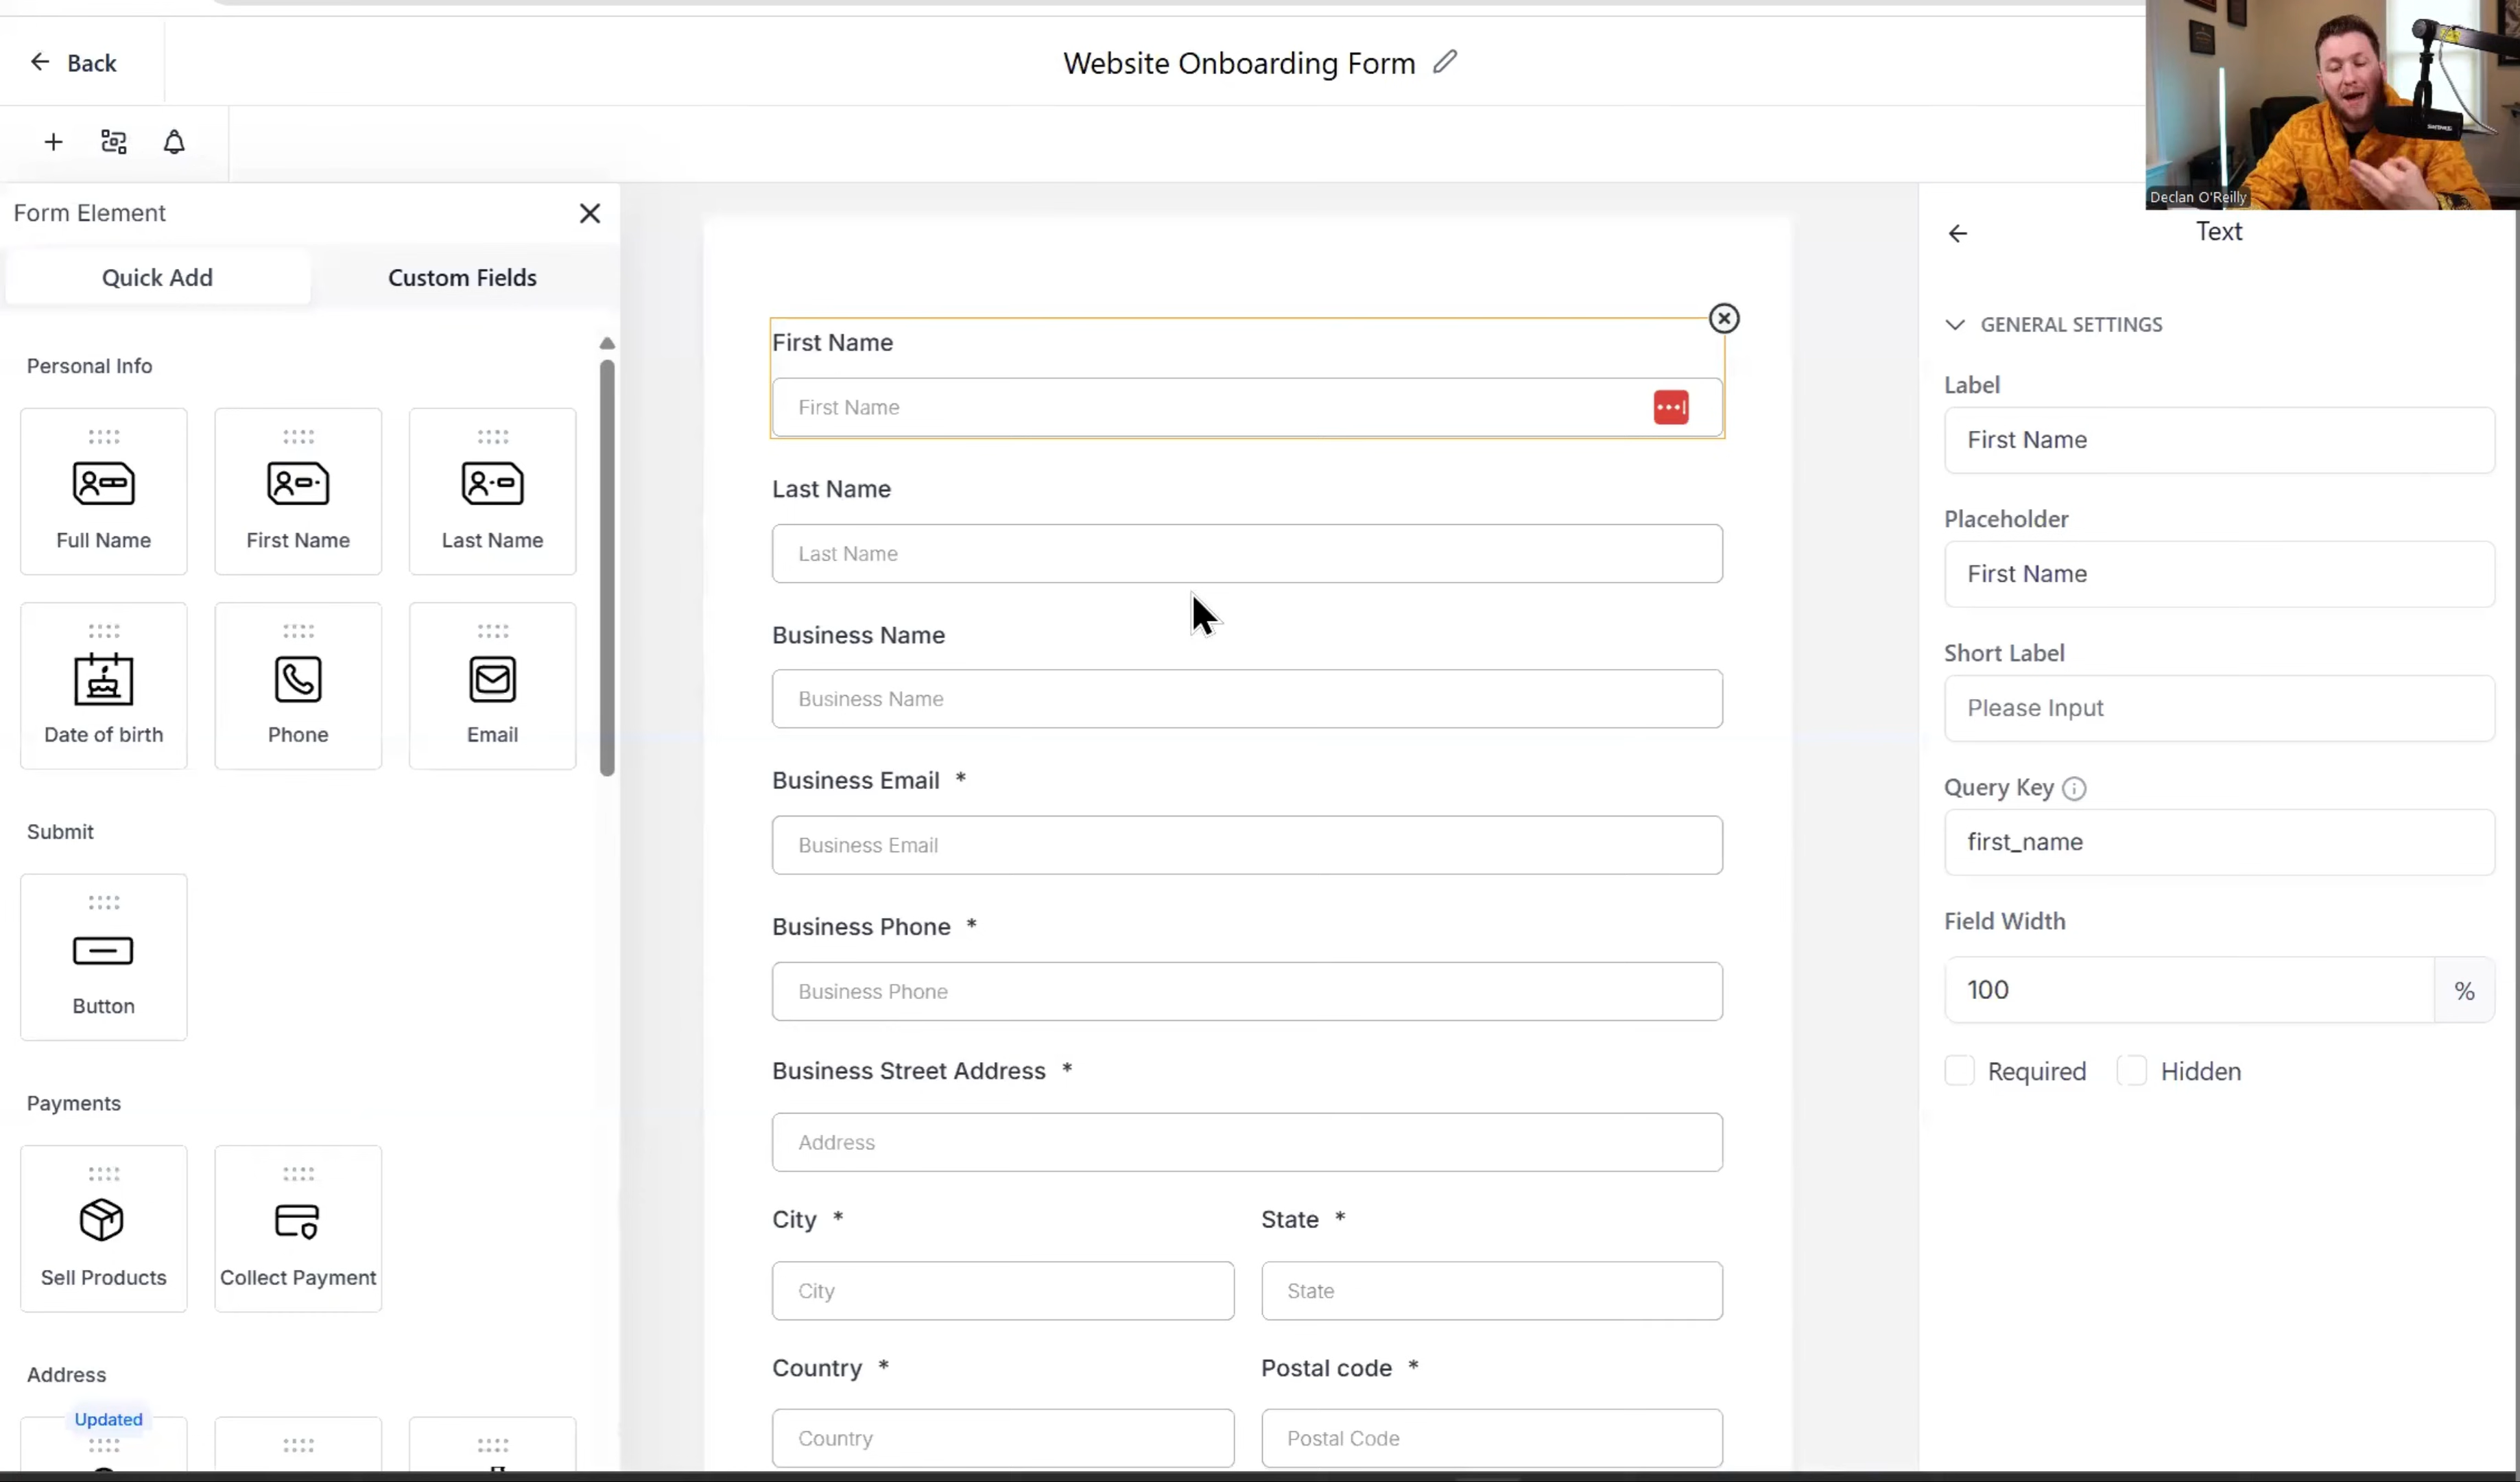 Back
Website Onboarding Form
Declan O'Reilly
Form Element
Quick Add
Custom Fields
Personal Info
Full Name
First Name
Last Name
Date of birth
Phone
Email
Submit
Button
Payments
Sell Products
Collect Payment
Address
Updated
First Name
First Name
Last Name
Last Name
Business Name
Business Name
Business Email *
Business Email
Business Phone *
Business Phone
Business Street Address *
Address
City *
State *
City
State
Country *
Postal code *
Country
Postal Code
Text
GENERAL SETTINGS
Label
First Name
Placeholder
First Name
Short Label
Please Input
Query Key
first_name
Field Width
100 %
Required
Hidden